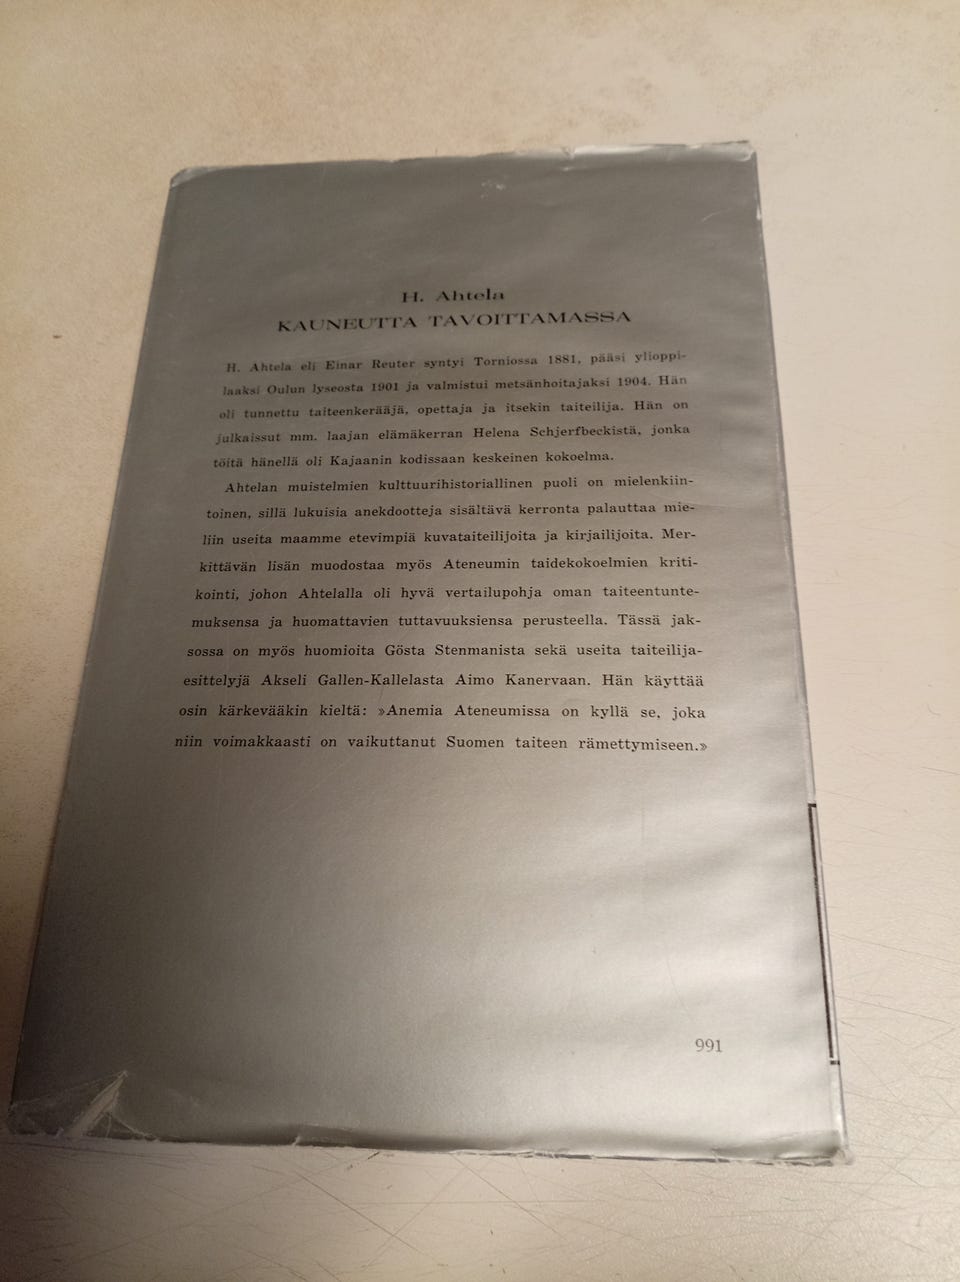 H. Ahtela
KAUNEUTTA TAVOITTAMASSA
H. Ahtela eli Einar Reuter syntyi Torniossa 1881, pääsi ylioppi-
laaksi Oulun lyseosta 1901 ja valmistui metsänhoitajaksi 1904. Hän
oli tunnettu taiteenkerääjä, opettaja ja itsekin taiteilija. Hän on
julkaissut mm. laajan elämäkerran Helena Schjerfbeckistä, jonka
töitä hänellä oli Kajaanin kodissaan keskeinen kokoelma.
Ahtelan muistelmien kulttuurihistoriallinen puoli on mielenkiin-
toinen, sillä lukuisia anekdootteja sisältävä kerronta palauttaa mie-
liin useita maamme etevimpiä kuvataiteilijoita ja kirjailijoita. Mer-
kittävän lisän muodostaa myös Ateneumin taidekokoelmien kriti-
kointi, johon Ahtelalla oli hyvä vertailupohja oman taiteentunte-
muksensa ja huomattavien tuttavuuksiensa perusteella. Tässä jak-
sossa on myös huomioita Gösta Stenmanista sekä useita taiteilija-
esittelyjä Akseli Gallen-Kallelasta Aimo Kanervaan. Hän käyttää
osin kärkevääkin kieltä: »Anemia Ateneumissa on kyllä se, joka
niin voimakkaasti on vaikuttanut Suomen taiteen rämettymiseen.»
991